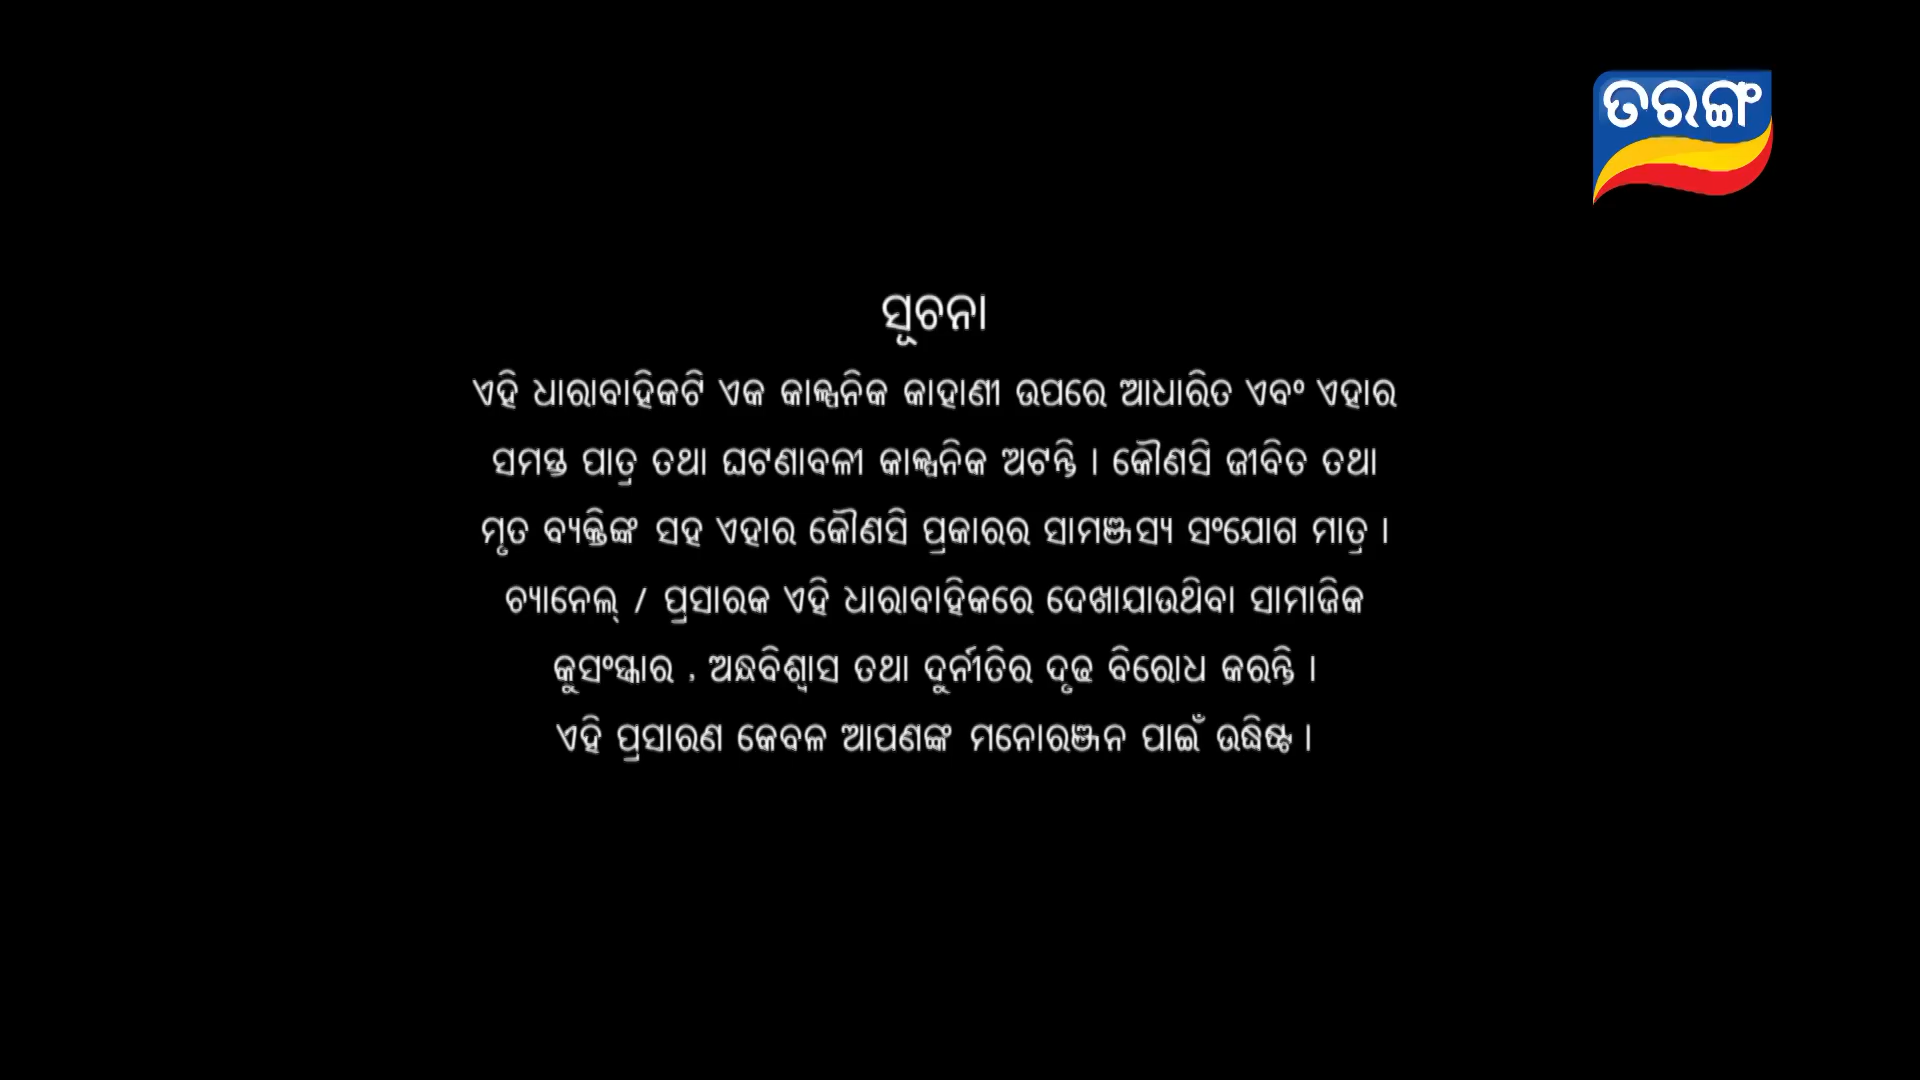 ତରଙ୍ଗ
ସୂଚନା
ଏହି ଧାରାବାହିକଟି ଏକ କାଳ୍ପନିକ କାହାଣୀ ଉପରେ ଆଧାରିତ ଏବଂ ଏହାର
ସମସ୍ତ ପାତ୍ର ତଥା ଘଟଣାବଳୀ କାଳ୍ପନିକ ଅଟନ୍ତି । କୌଣସି ଜୀବିତ ତଥା
ମୃତ ବ୍ୟକ୍ତିଙ୍କ ସହ ଏହାର କୌଣସି ପ୍ରକାରର ସାମଞ୍ଜସ୍ୟ ସଂଯୋଗ ମାତ୍ର ।
ଚ୍ୟାନେଲ୍ / ପ୍ରସାରକ ଏହି ଧାରାବାହିକରେ ଦେଖାଯାଉଥିବା ସାମାଜିକ
କୁସଂସ୍କାର , ଅନ୍ଧବିଶ୍ୱାସ ତଥା ଦୁର୍ନୀତିର ଦୃଢ ବିରୋଧ କରନ୍ତି ।
ଏହି ପ୍ରସାରଣ କେବଳ ଆପଣଙ୍କ ମନୋରଞ୍ଜନ ପାଇଁ ଉଦ୍ଧିଷ୍ଟ ।